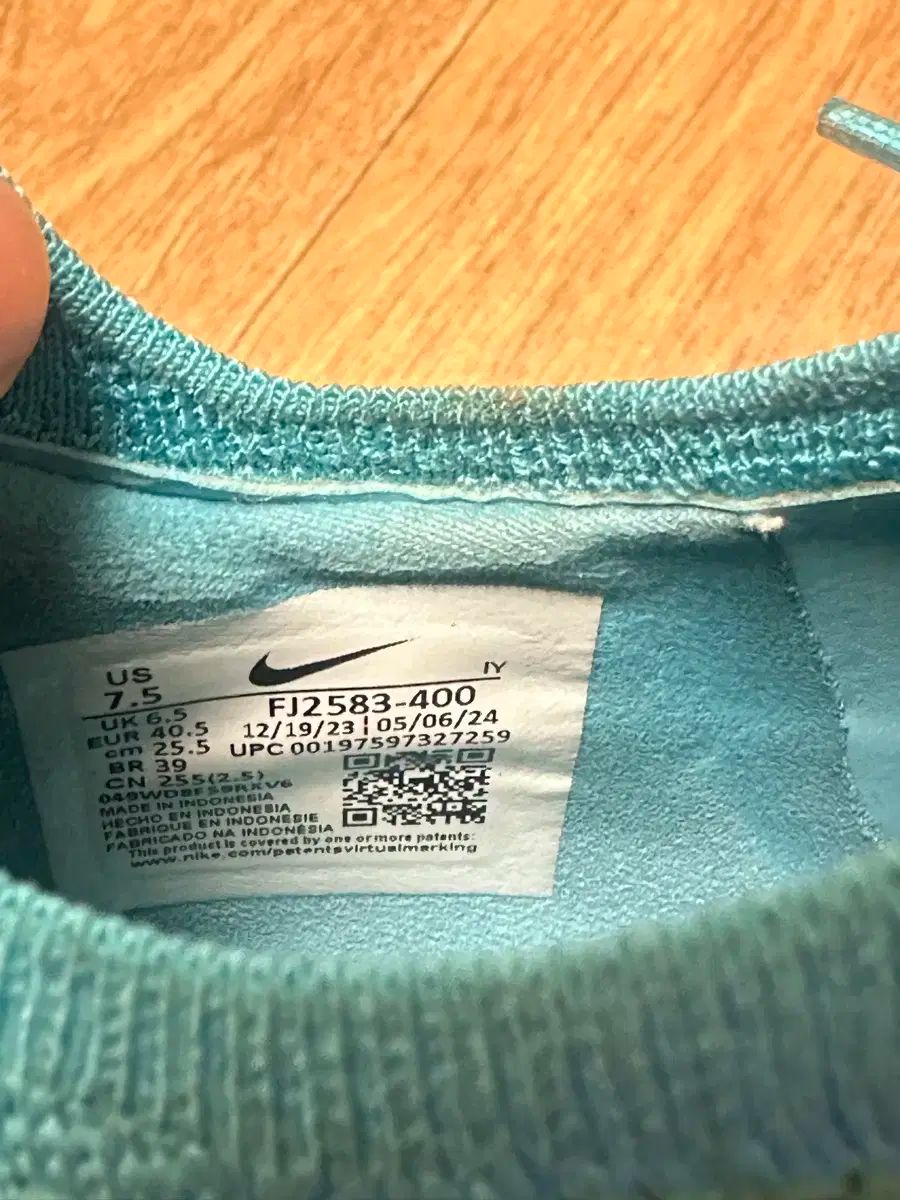 US
7.5
IY
UK 6.5
EUR 40.5
cm 25.5
BR 39
CN 255(2.5)
FJ2583-400
12/19/23 | 05/06/24
UPC 00197597327259
MADE IN INDONESIA
HECHO EN INDONESIA
FABRIQUE EN INDONESIE
FABRICADO NA INDONÉSIA
This product is covered by one or more patents:
www.nike.com/patentsvirtualmarking